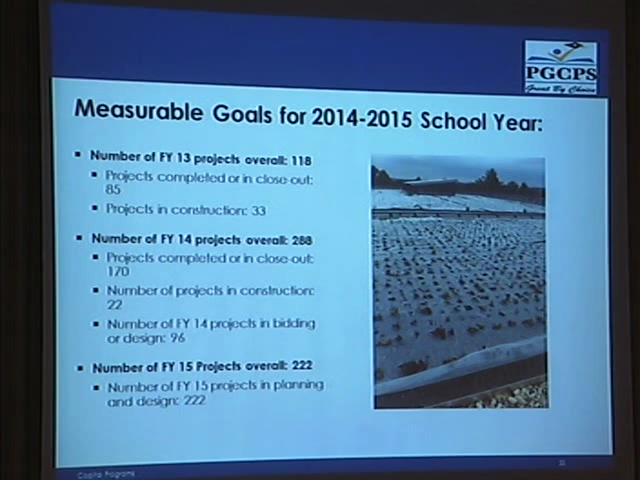 PGCPS
Great By Choice
Measurable Goals for 2014-2015 School Year:
▪ Number of FY 13 projects overall: 118
▪ Projects completed or in close-out:
85
▪ Projects in construction: 33
▪ Number of FY 14 projects overall: 288
▪ Projects completed or in close-out:
170
▪ Number of projects in construction:
22
▪ Number of FY 14 projects in bidding
or design: 96
▪ Number of FY 15 Projects overall: 222
▪ Number of FY 15 projects in planning
and design: 222
Capital Programs